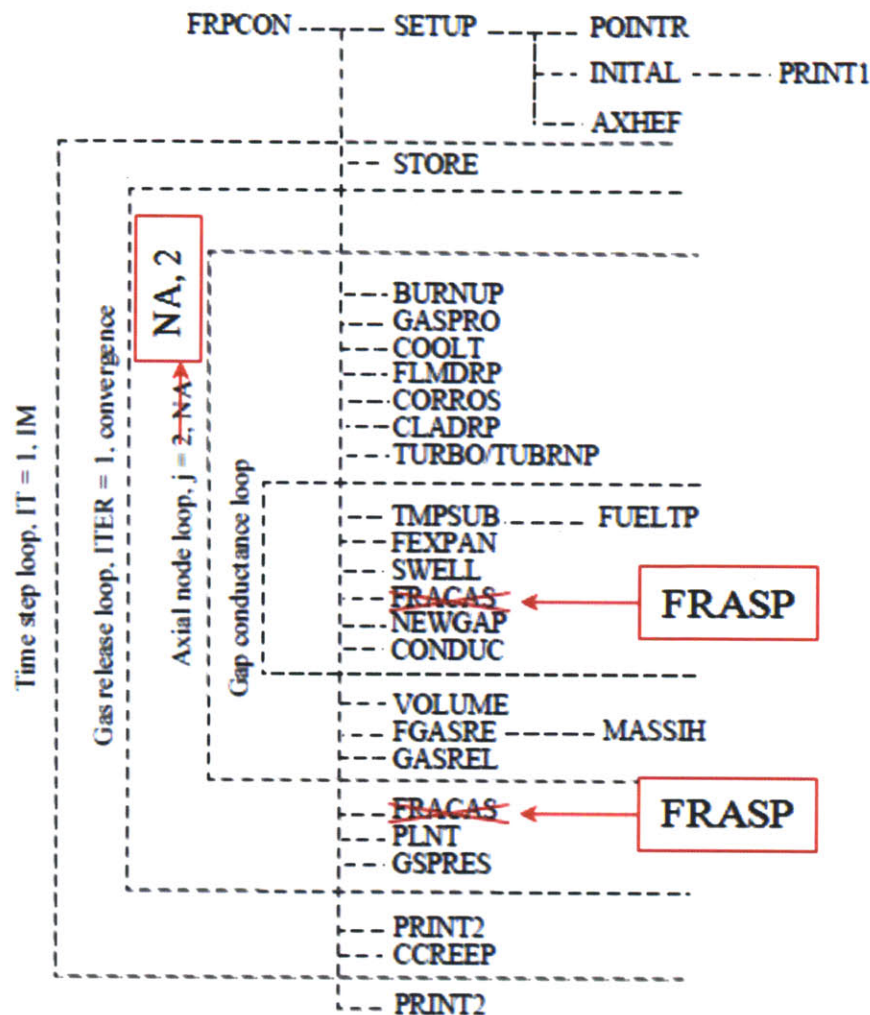 FRPCON SETUP POINTR
INITAL PRINT1
AXHEF
STORE
NA, 2
BURNUP
GASPRO
COOLT
FLMDRP
CORROS
CLADRP
TURBO/TUBRNP
TMPSUB FUELTP
FEXPAN
SWELL
FRACAS FRASP
NEWGAP
CONDUC
VOLUME
FGASRE MASSIH
GASREL
FRACAS FRASP
PLNT
GSPRES
PRINT2
CCREEP
PRINT2
Time step loop, IT = 1, IM
Gas release loop, ITER = 1, convergence
Axial node loop, j = 2, NA
Gap conductance loop